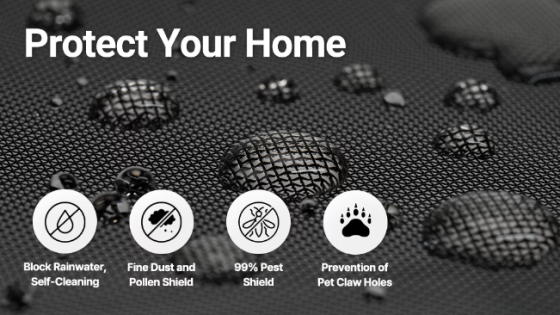 Protect Your Home
Block Rainwater,
Self-Cleaning
Fine Dust and
Pollen Shield
99% Pest
Shield
Prevention of
Pet Claw Holes